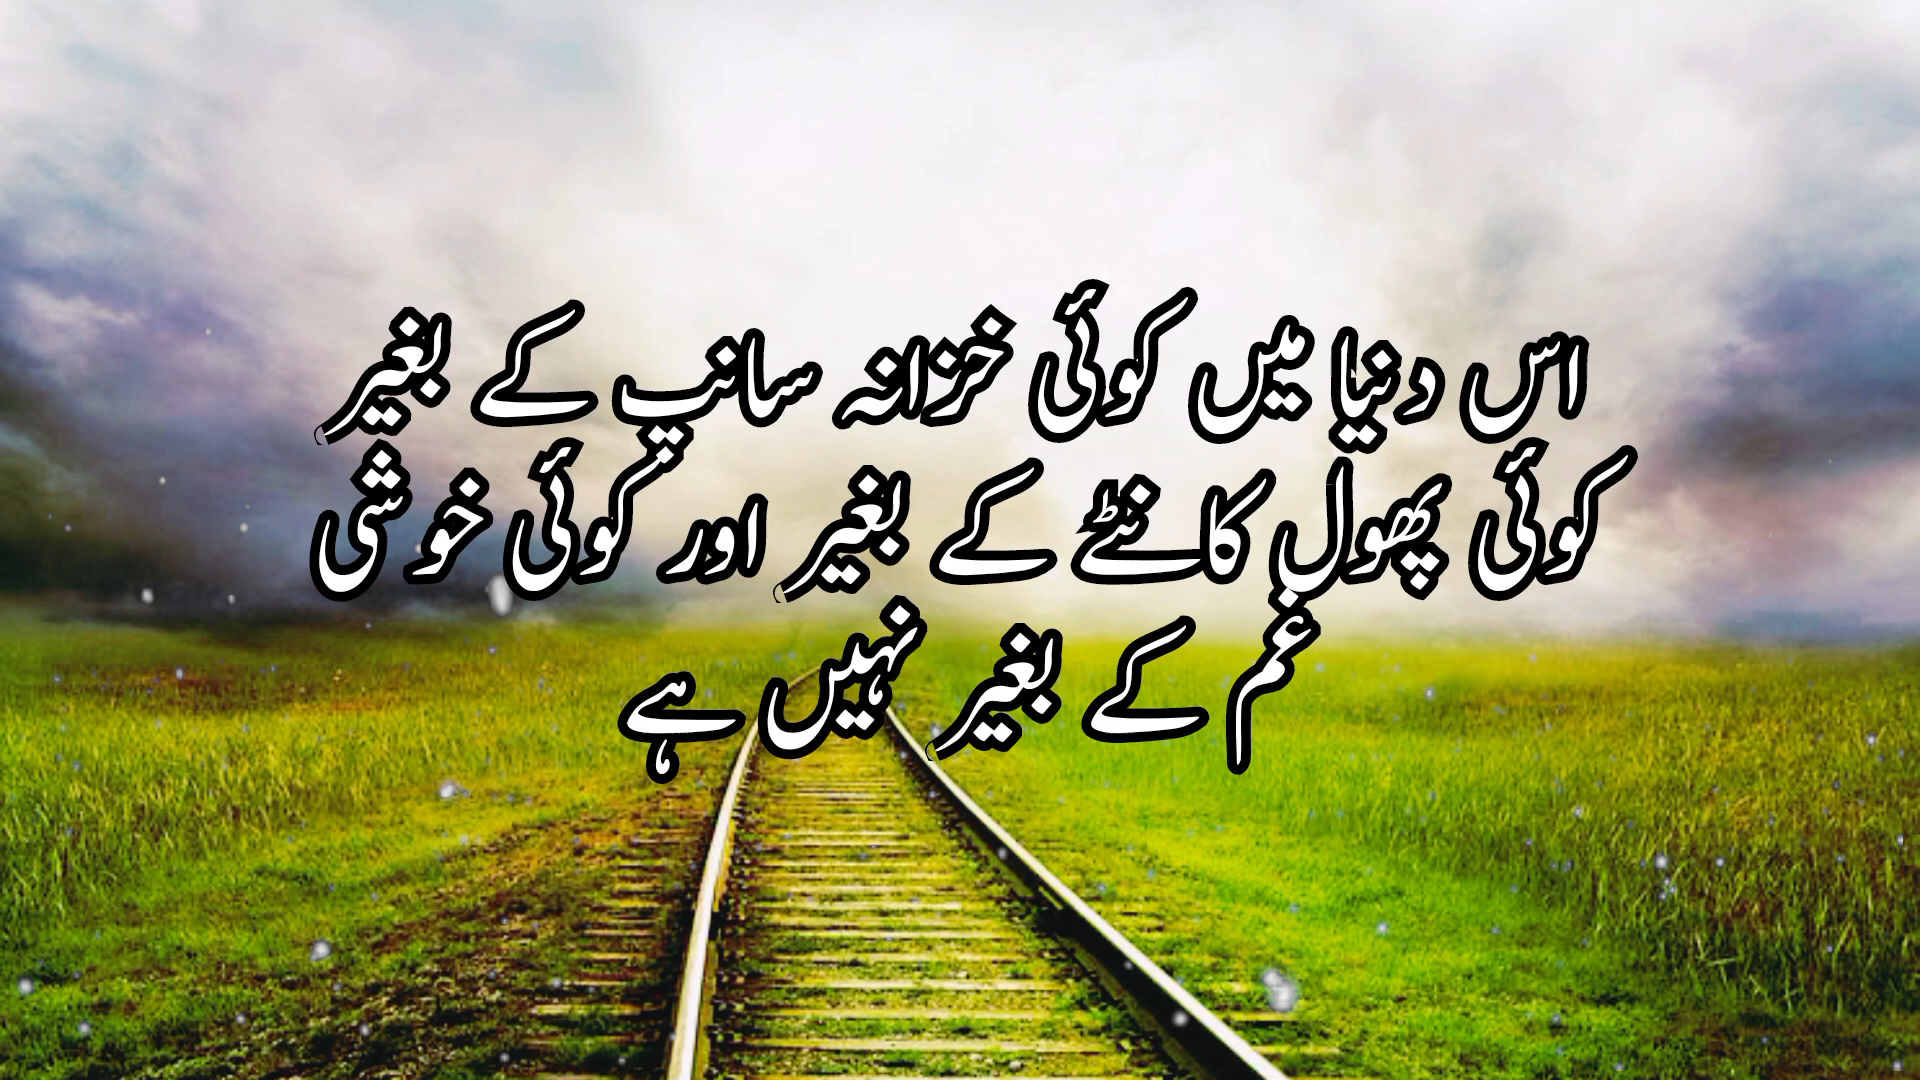 اس دنیا میں کوئی خزانہ سانپ کے بغیر
کوئی پھول کانٹے کے بغیر اور کوئی خوشی
غم کے بغیر نہیں ہے